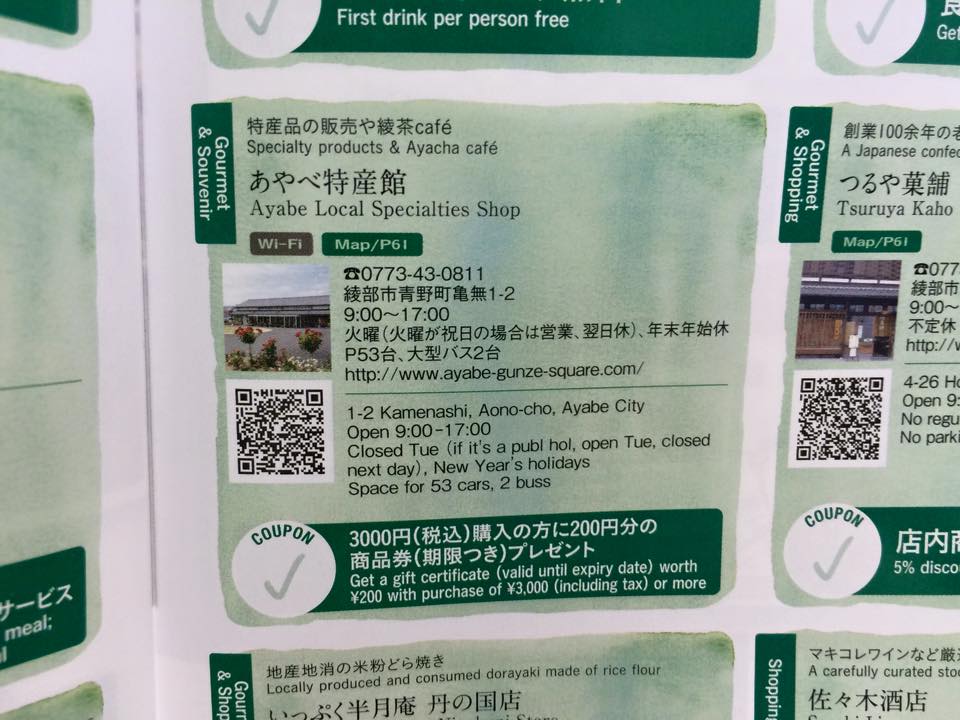 First drink per person free
Get
サービス
meal;
Gourmet
& Souvenir
特産品の販売や綾茶café
Specialty products & Ayacha café
あやべ特産館
Ayabe Local Specialties Shop
Wi-Fi
Map/P61
☎0773-43-0811
綾部市青野町亀無1-2
9:00〜17:00
火曜(火曜が祝日の場合は営業、翌日休)、年末年始休
P53台、大型バス2台
http://www.ayabe-gunze-square.com/
1-2 Kamenashi, Aono-cho, Ayabe City
Open 9:00-17:00
Closed Tue (if it's a publ hol, open Tue, closed
next day), New Year's holidays
Space for 53 cars, 2 buss
COUPON
3000円(税込)購入の方に200円分の
商品券(期限つき)プレゼント
Get a gift certificate (valid until expiry date) worth
¥200 with purchase of ¥3,000 (including tax) or more
Gourmet
& Shopping
創業100余年の老
A Japanese confec
つるや菓舗
Tsuruya Kaho
Map/P61
☎077
綾部市
9:00〜
不定休
http://w
4-26 Ho
Open 9:
No regu
No parki
COUPON
店内商
5% disco
地産地消の米粉どら焼き
Locally produced and consumed dorayaki made of rice flour
いっぷく半月庵 丹の国店
Shopping
マキコレワインなど厳選
A carefully curated stoc
佐々木酒店